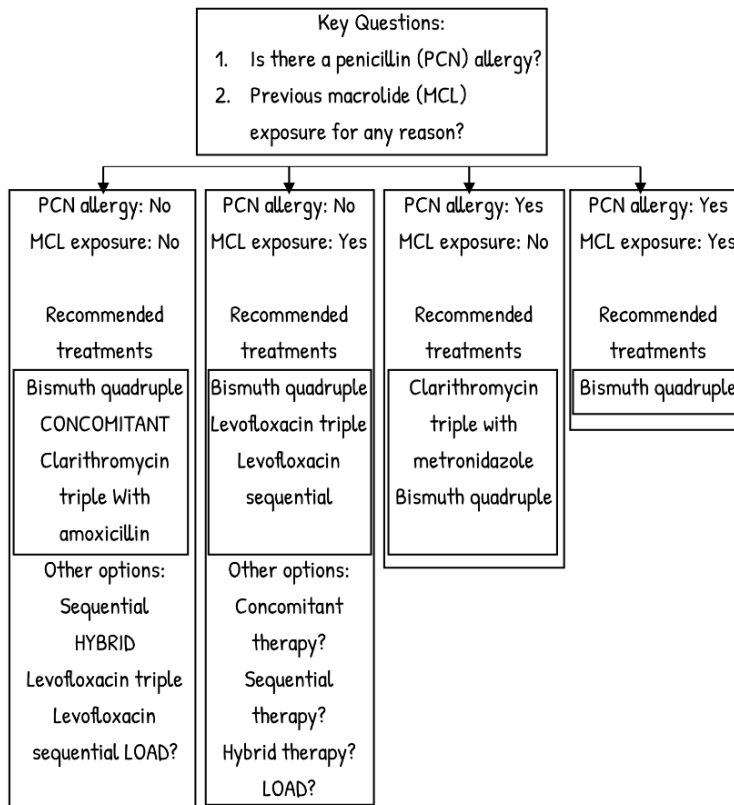 Key Questions:
1. Is there a penicillin (PCN) allergy?
2. Previous macrolide (MCL)
exposure for any reason?
PCN allergy: No
MCL exposure: No
Recommended
treatments
Bismuth quadruple
CONCOMITANT
Clarithromycin
triple With
amoxicillin
Other options:
Sequential
HYBRID
Levofloxacin triple
Levofloxacin
sequential LOAD?
PCN allergy: No
MCL exposure: Yes
Recommended
treatments
Bismuth quadruple
Levofloxacin triple
Levofloxacin
sequential
Other options:
Concomitant
therapy?
Sequential
therapy?
Hybrid therapy?
LOAD?
PCN allergy: Yes
MCL exposure: No
Recommended
treatments
Clarithromycin
triple with
metronidazole
Bismuth quadruple
PCN allergy: Yes
MCL exposure: Yes
Recommended
treatments
Bismuth quadruple